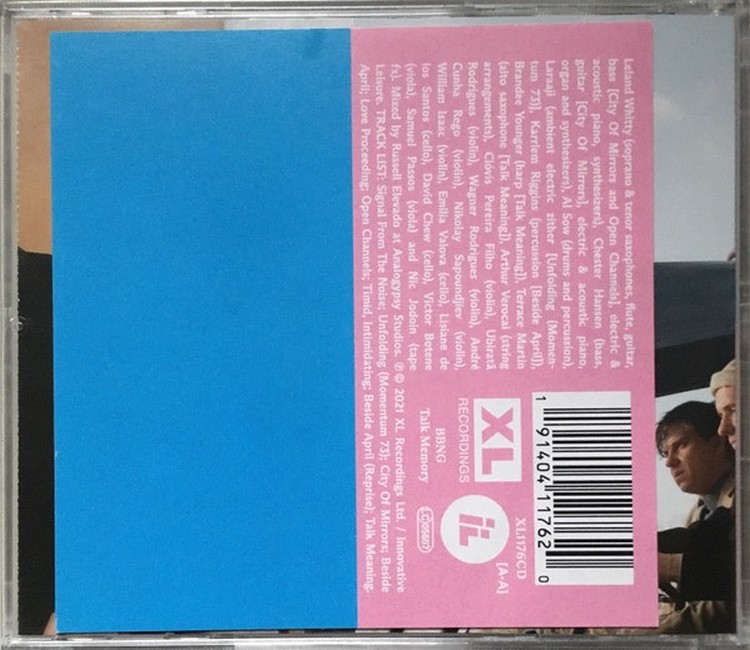 Leland Whitty (soprano & tenor saxophones, flute, guitar,
bass [City Of Mirrors and Open Channels], electric &
acoustic piano, synthesizers), Chester Hansen (bass,
guitar [City Of Mirrors], electric & acoustic piano,
organ and synthesizers), Al Sow (drums and percussion),
Laraaji (ambient electric zither [Unfolding (Momen-
tum 73)], Karriem Riggins (percussion [Beside April]),
Brandee Younger (harp [Talk Meaning]), Terrace Martin
(alto saxophone [Talk Meaning]), Arthur Verocai (string
arrangements), Clóvis Pereira Filho (violin), Ubiratã
Rodrigues (violin), Wagner Rodrigues (violin), André
Cunha Rego (violin), Nikolay Sapoundjiev (violin),
William Isaac (violin), Emilia Valova (cello), Lisiane de
los Santos (cello), David Chew (cello), Victor Botene
(viola), Samuel Passos (viola) and Nic Jodoin (tape
fx). Mixed by Russell Elevado at Analogypsy Studios. ℗© 2021 XL Recordings Ltd. / Innovative
Leisure. TRACK LIST: Signal From The Noise; Unfolding (Momentum 73); City Of Mirrors; Beside
April; Love Proceeding; Open Channels; Timid, Intimidating; Beside April (Reprise); Talk Meaning.
1 91404 11762 0
XL1176CD [A-A]
XL
RECORDINGS
iL
BBNG
Talk Memory
LC05667